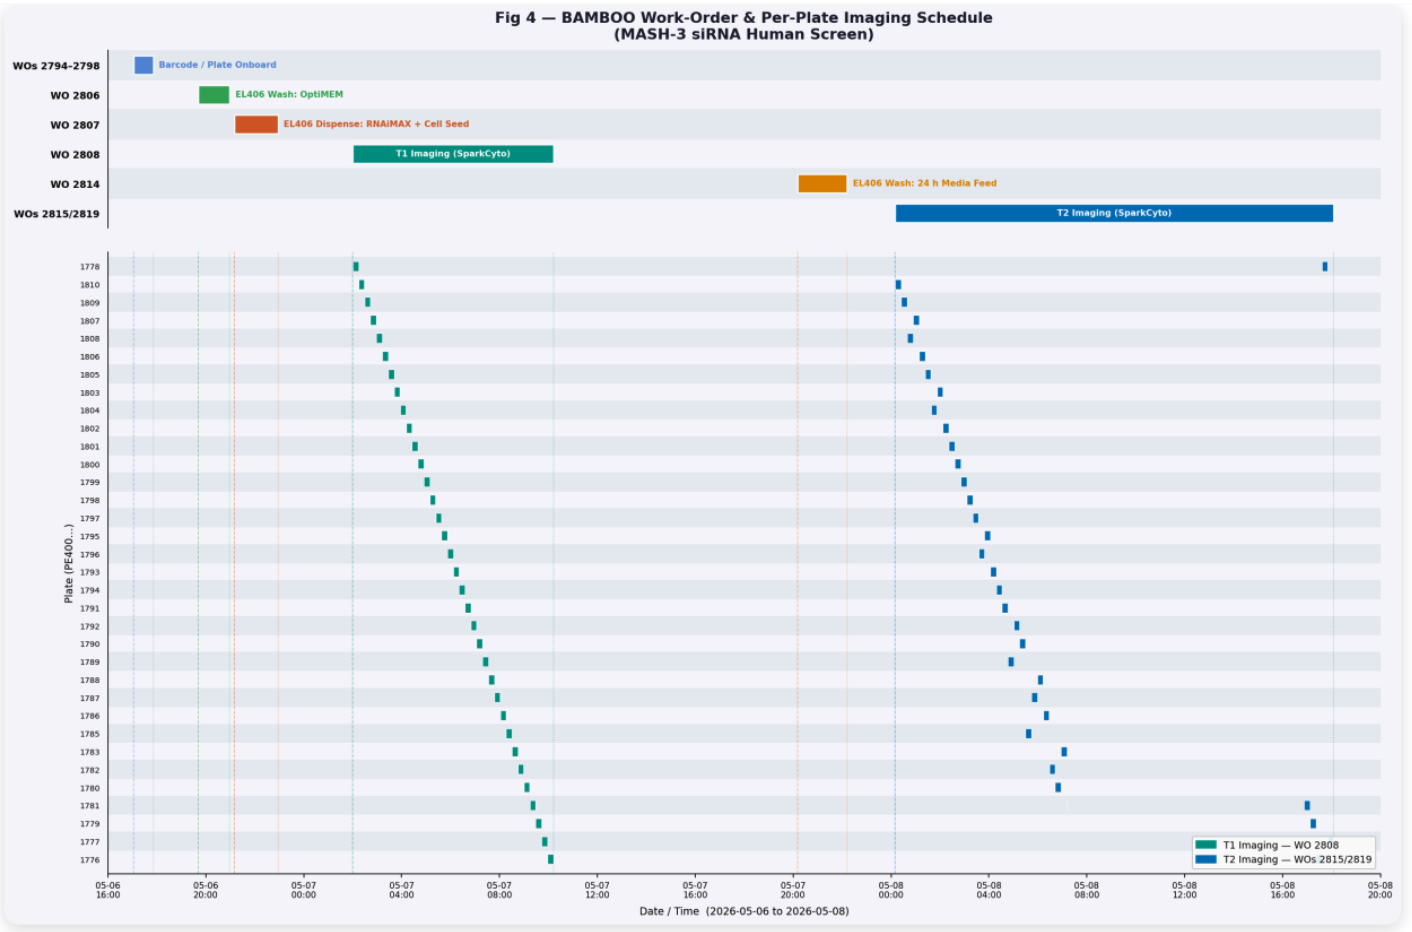 Fig 4 — BAMBOO Work-Order & Per-Plate Imaging Schedule
(MASH-3 siRNA Human Screen)
WOs 2794–2798
Barcode / Plate Onboard
WO 2806
EL406 Wash: OptiMEM
WO 2807
EL406 Dispense: RNAiMAX + Cell Seed
WO 2808
T1 Imaging (SparkCyto)
WO 2814
EL406 Wash: 24 h Media Feed
WOs 2815/2819
T2 Imaging (SparkCyto)
Plate (PE400...)
1778
1810
1809
1807
1808
1806
1805
1803
1804
1802
1801
1800
1799
1798
1797
1795
1796
1793
1794
1791
1792
1790
1789
1788
1787
1786
1785
1783
1782
1780
1781
1779
1777
1776
T1 Imaging — WO 2808
T2 Imaging — WOs 2815/2819
05-06 05-06 05-07 05-07 05-07 05-07 05-07 05-07 05-08 05-08 05-08 05-08 05-08 05-08
16:00 20:00 00:00 04:00 08:00 12:00 16:00 20:00 00:00 04:00 08:00 12:00 16:00 20:00
Date / Time (2026-05-06 to 2026-05-08)